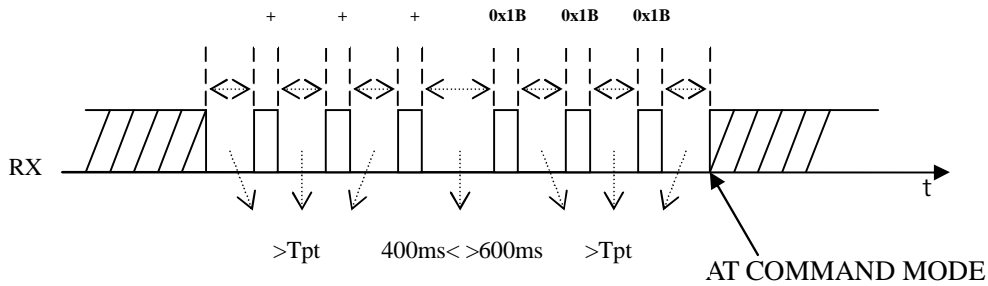 + + + 0x1B 0x1B 0x1B
RX
t
>Tpt 400ms< >600ms >Tpt
AT COMMAND MODE